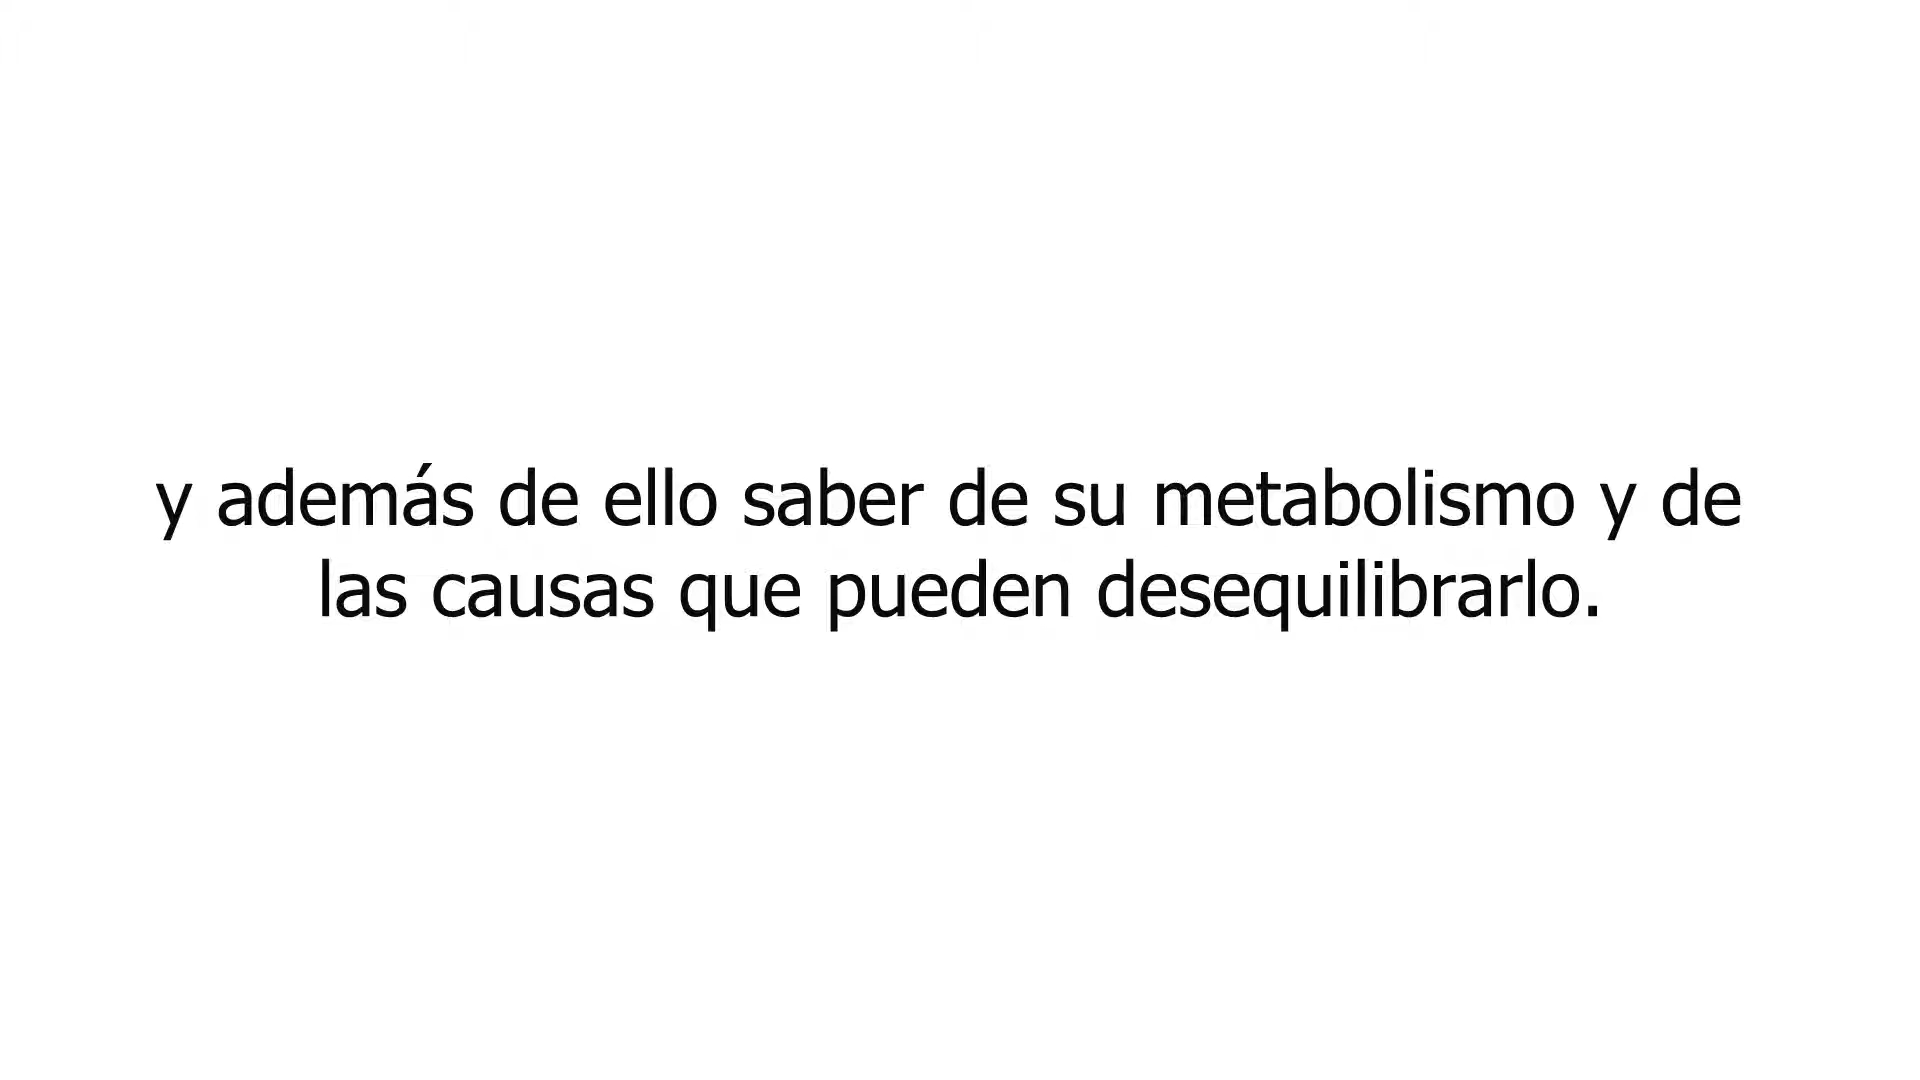 y además de ello saber de su metabolismo y de
las causas que pueden desequilibrarlo.